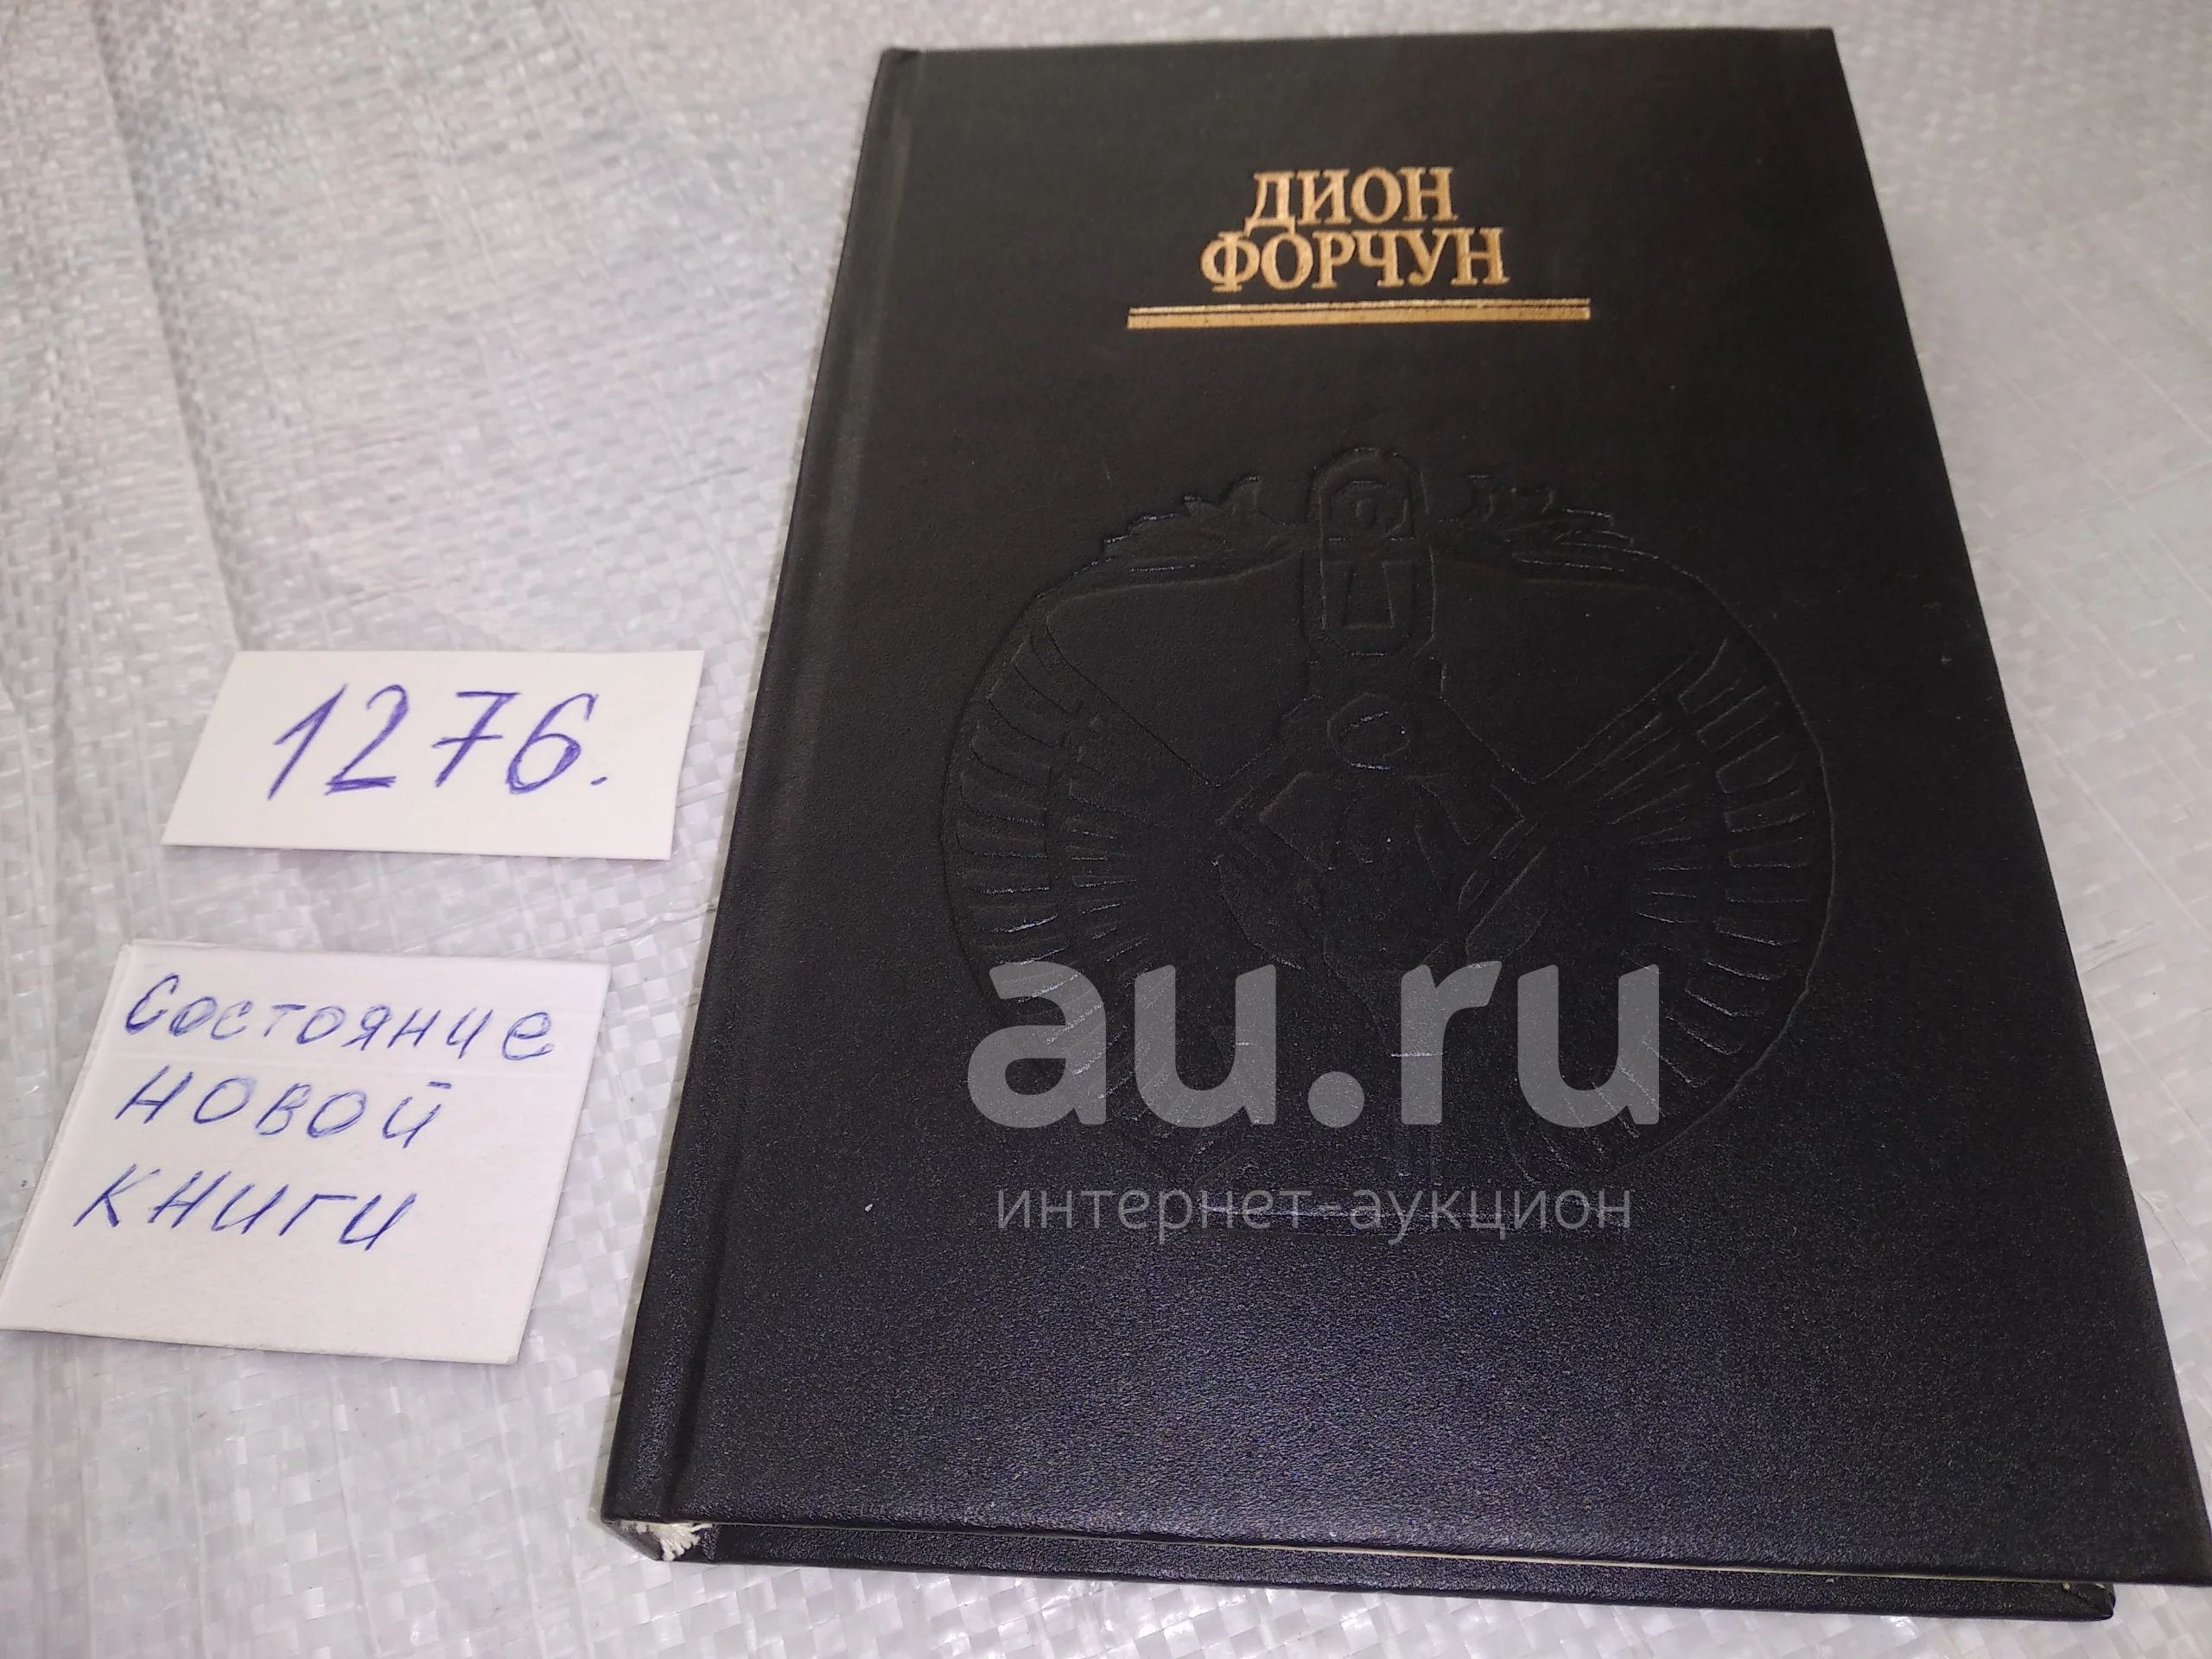 ДИОН
ФОРЧУН
1276.
Состояние
новой
книги
au.ru
интернет-аукцион